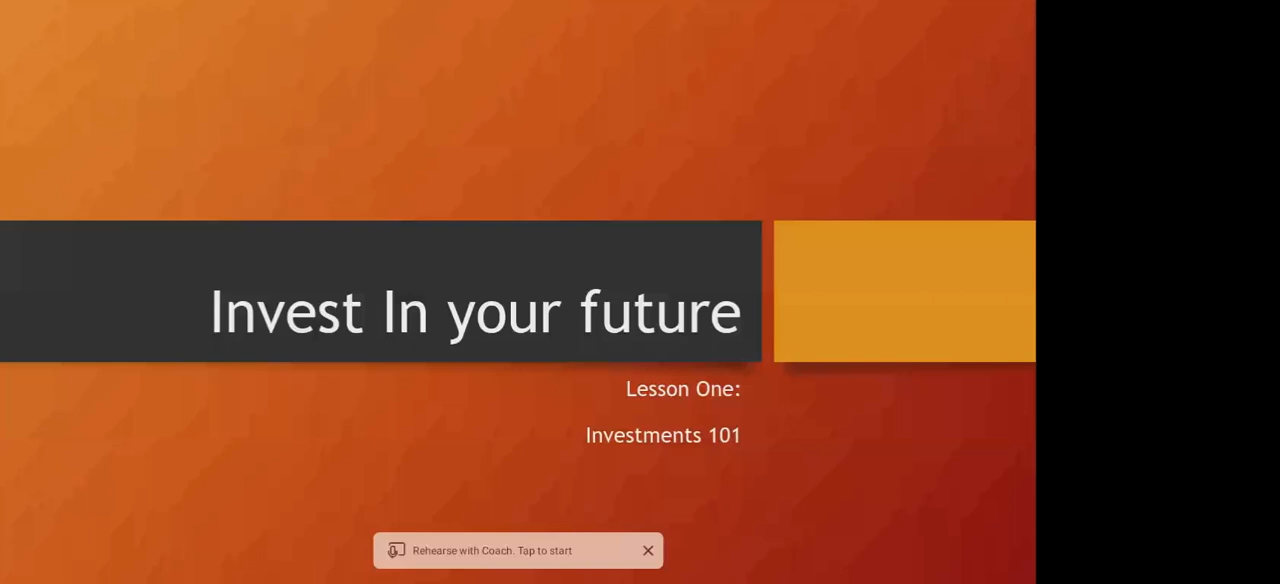 Invest In your future
Lesson One:
Investments 101
Rehearse with Coach. Tap to start